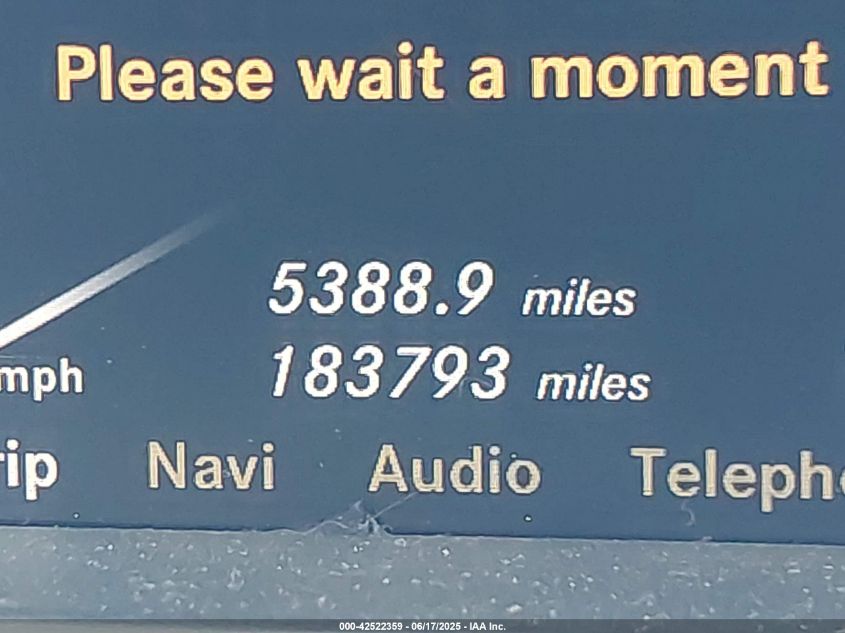 Please wait a moment
5388.9 miles
183793 miles
mph
rip Navi Audio Teleph
000-42522359 - 06/17/2025 - IAA Inc.